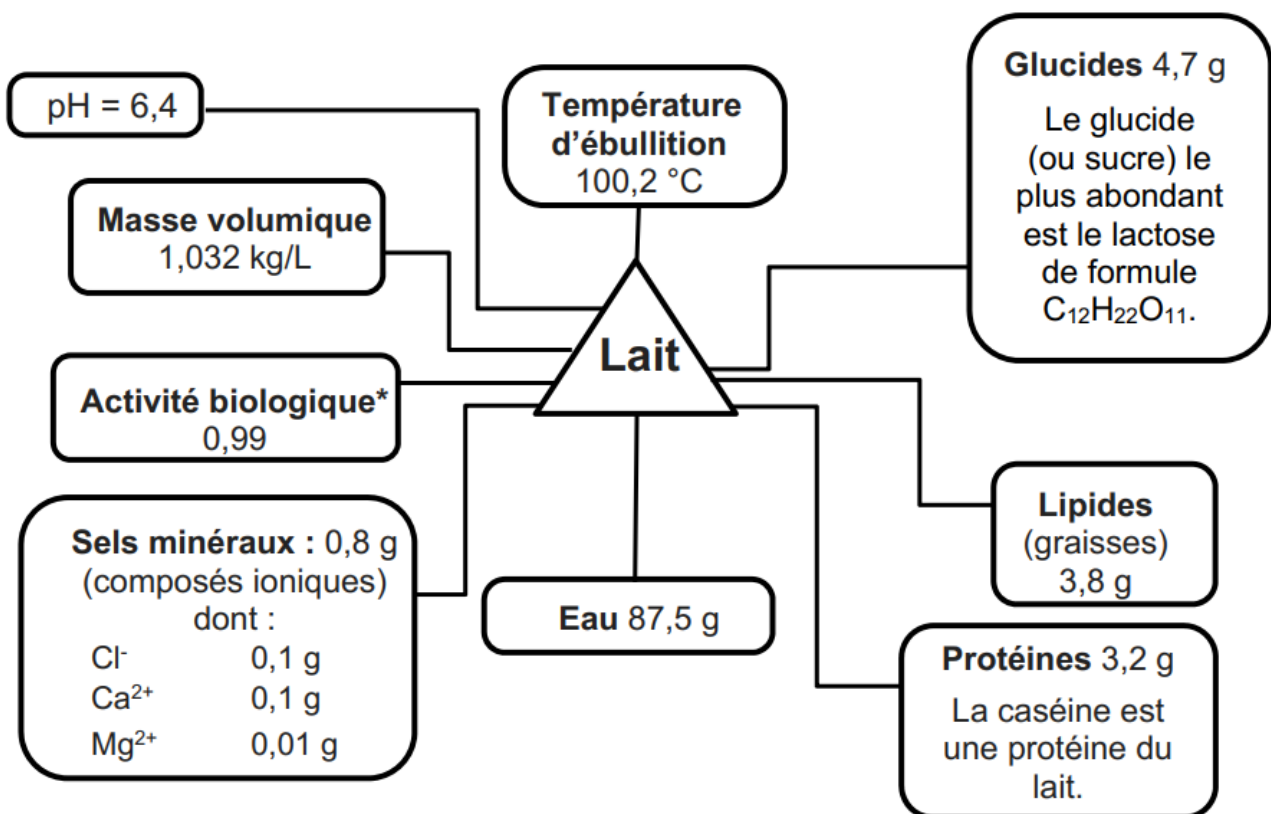 pH = 6,4
Température
d’ébullition
100,2 °C
Glucides 4,7 g
Le glucide
(ou sucre) le
plus abondant
est le lactose
de formule
C₁₂H₂₂O₁₁.
Masse volumique
1,032 kg/L
Lait
Activité biologique*
0,99
Lipides
(graisses)
3,8 g
Sels minéraux : 0,8 g
(composés ioniques)
dont :
Cl⁻ 0,1 g
Ca²⁺ 0,1 g
Mg²⁺ 0,01 g
Eau 87,5 g
Protéines 3,2 g
La caséine est
une protéine du
lait.